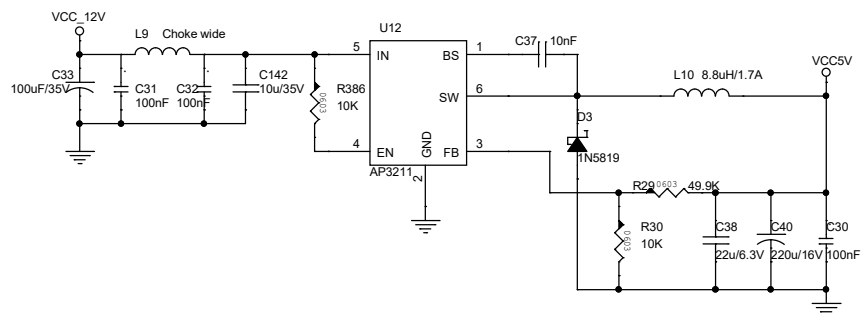 VCC_12V
L9 Choke wide
C33
100uF/35V
C31
100nF
C32
100nF
C142
10u/35V
R386
10K
0603
U12
5 IN
4 EN
BS 1
SW 6
FB 3
GND
2
AP3211
C37 10nF
L10 8.8uH/1.7A
VCC5V
D3
1N5819
R29 0603 49.9K
R30
10K
0603
C38
22u/6.3V
C40
220u/16V
C30
100nF